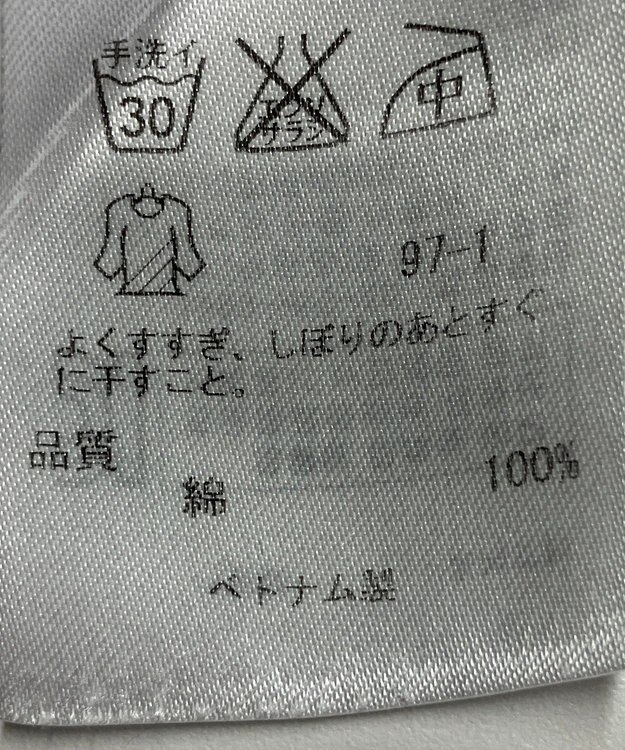 手洗イ
30
エンソ
サラシ
中
97-1
よくすすぎ、しぼりのあとすぐ
に干すこと。
品質
綿 100%
ベトナム製